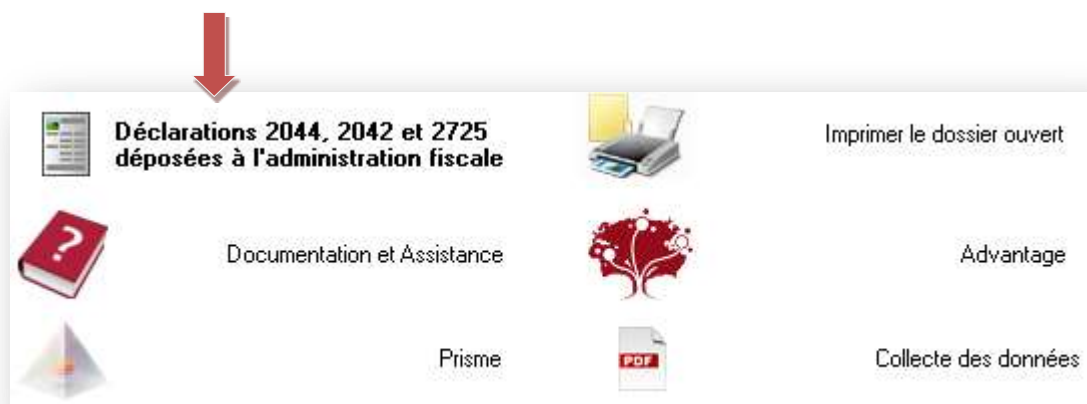 Déclarations 2044, 2042 et 2725
déposées à l'administration fiscale
Imprimer le dossier ouvert
?
Documentation et Assistance
Advantage
Prisme
PDF
Collecte des données